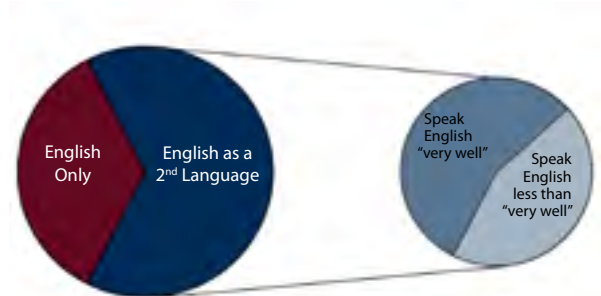 English
Only
English as a
2nd Language
Speak
English
“very well”
Speak
English
less than
“very well”